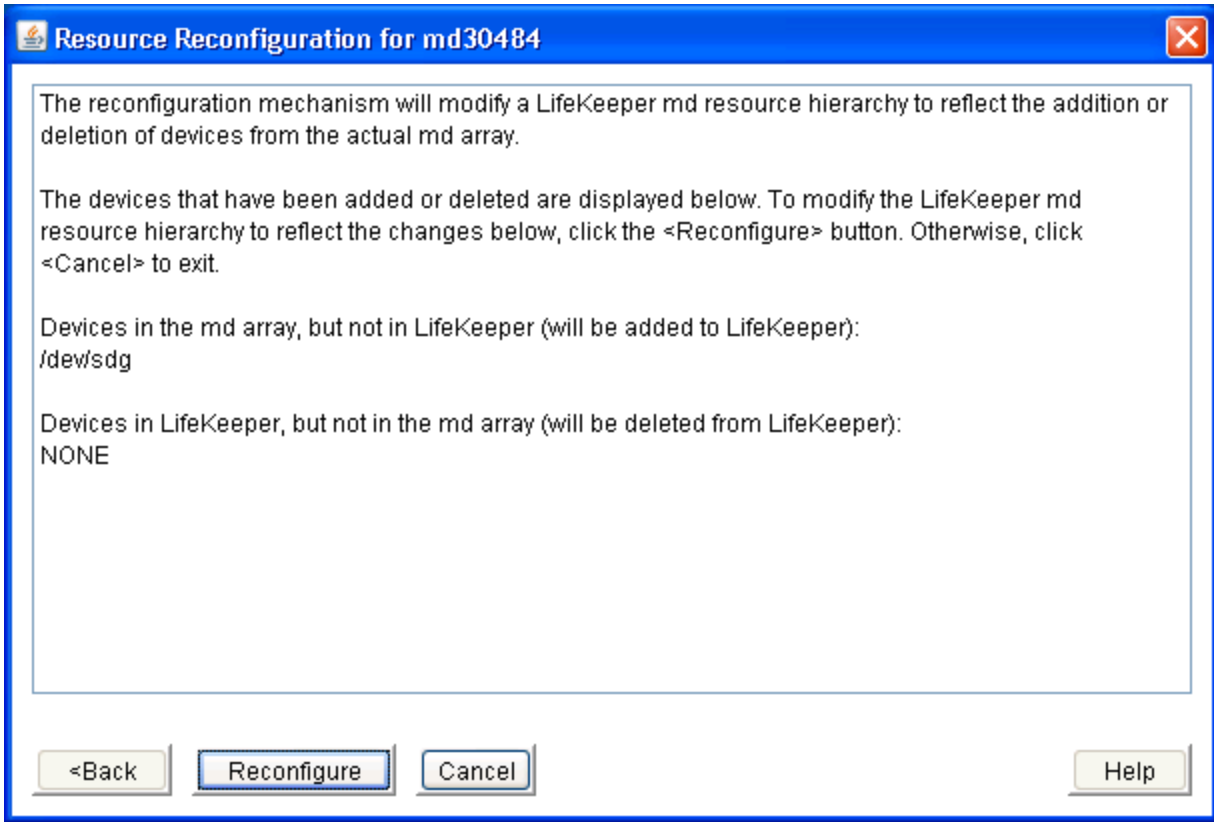 Resource Reconfiguration for md30484
The reconfiguration mechanism will modify a LifeKeeper md resource hierarchy to reflect the addition or
deletion of devices from the actual md array.
The devices that have been added or deleted are displayed below. To modify the LifeKeeper md
resource hierarchy to reflect the changes below, click the <Reconfigure> button. Otherwise, click
<Cancel> to exit.
Devices in the md array, but not in LifeKeeper (will be added to LifeKeeper):
/dev/sdg
Devices in LifeKeeper, but not in the md array (will be deleted from LifeKeeper):
NONE
<Back Reconfigure Cancel Help